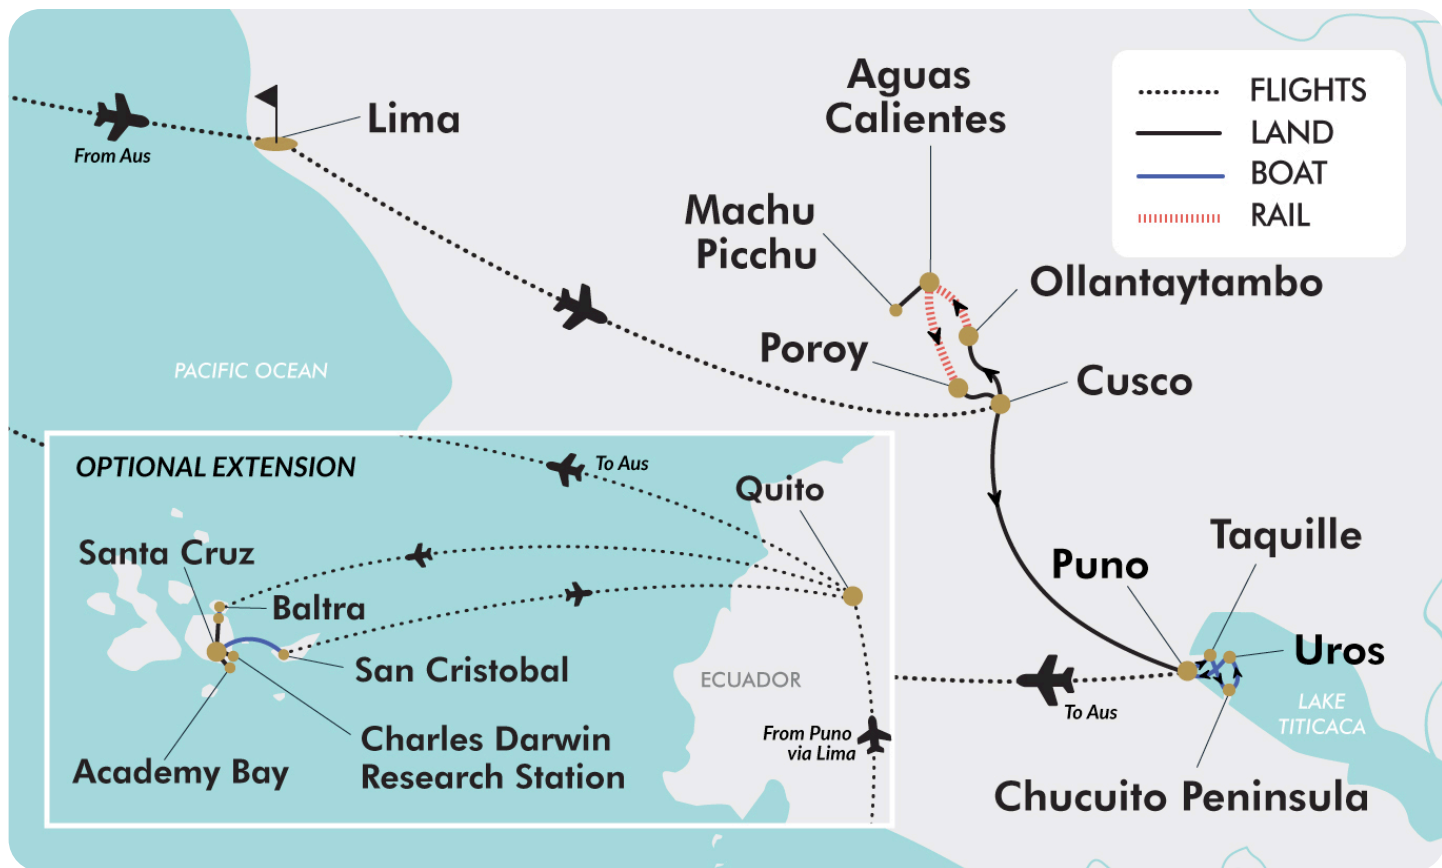 Aguas
Calientes
FLIGHTS
LAND
BOAT
RAIL
Lima
From Aus
Machu
Picchu
Ollantaytambo
Poroy
Cusco
PACIFIC OCEAN
OPTIONAL EXTENSION
To Aus
Quito
Santa Cruz
Baltra
San Cristobal
ECUADOR
From Puno
via Lima
Charles Darwin
Research Station
Academy Bay
Taquille
Puno
Uros
LAKE
TITICACA
To Aus
Chucuito Peninsula